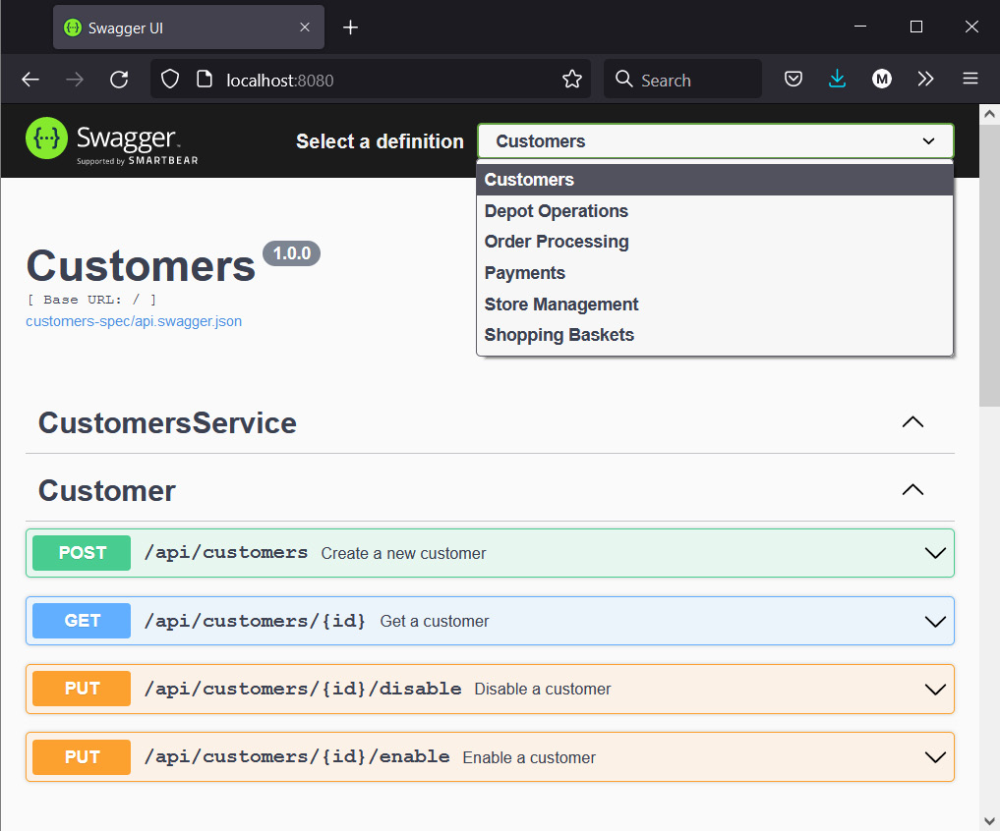 Swagger UI
localhost:8080
Search
M
{··}
Swagger
Supported by SMARTBEAR
Select a definition
Customers
Customers
Depot Operations
Order Processing
Payments
Store Management
Shopping Baskets
Customers 1.0.0
[ Base URL: / ]
customers-spec/api.swagger.json
CustomersService
Customer
POST /api/customers Create a new customer
GET /api/customers/{id} Get a customer
PUT /api/customers/{id}/disable Disable a customer
PUT /api/customers/{id}/enable Enable a customer